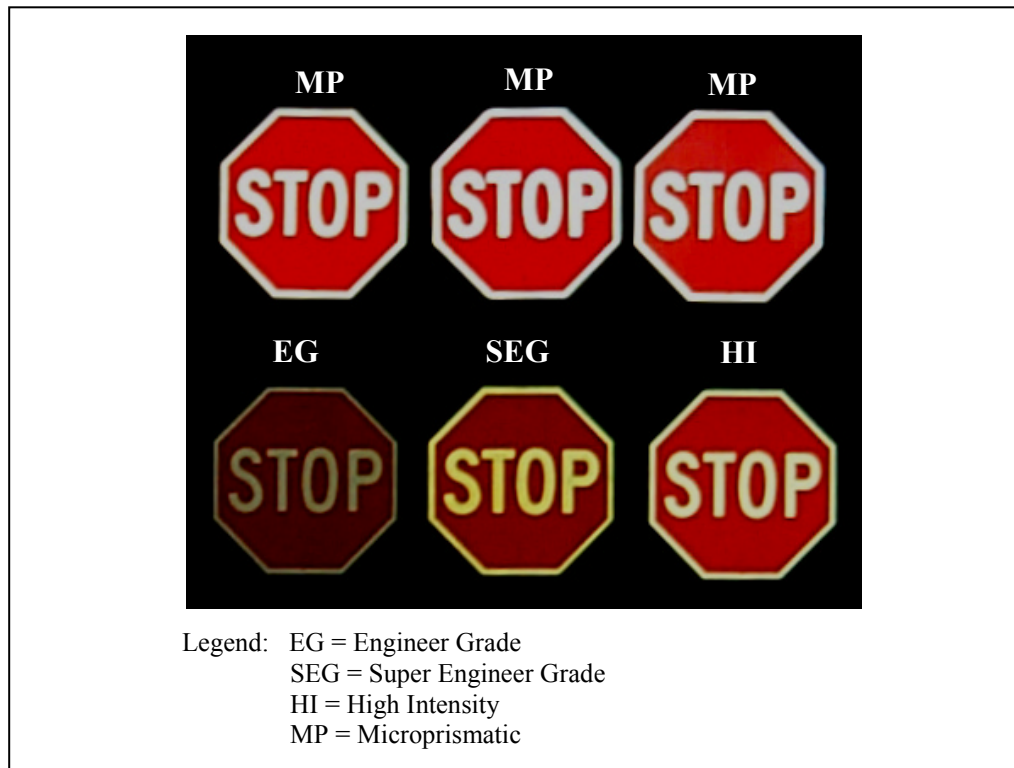 MP MP MP
STOP STOP STOP
EG SEG HI
STOP STOP STOP
Legend: EG = Engineer Grade
SEG = Super Engineer Grade
HI = High Intensity
MP = Microprismatic